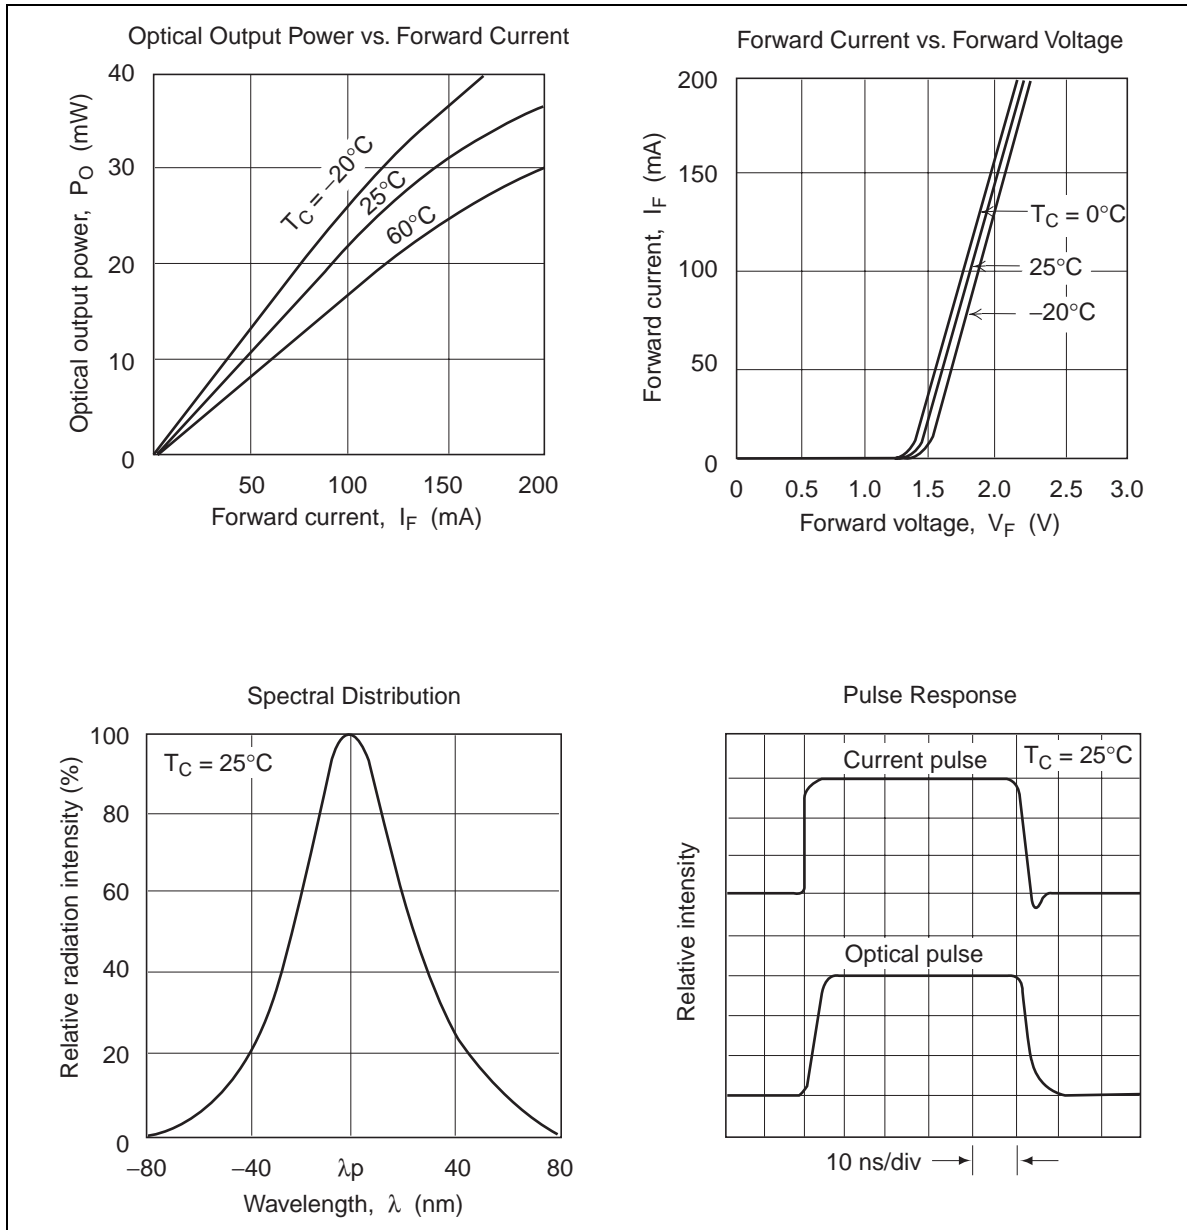 Optical Output Power vs. Forward Current
40
30
20
10
0
Optical output power, PO (mW)
TC = –20°C
25°C
60°C
50 100 150 200
Forward current, IF (mA)
Forward Current vs. Forward Voltage
200
150
100
50
0
Forward current, IF (mA)
TC = 0°C
25°C
–20°C
0 0.5 1.0 1.5 2.0 2.5 3.0
Forward voltage, VF (V)
Spectral Distribution
100
80
60
40
20
0
Relative radiation intensity (%)
TC = 25°C
–80 –40 λp 40 80
Wavelength, λ (nm)
Pulse Response
Relative intensity
Current pulse
TC = 25°C
Optical pulse
10 ns/div